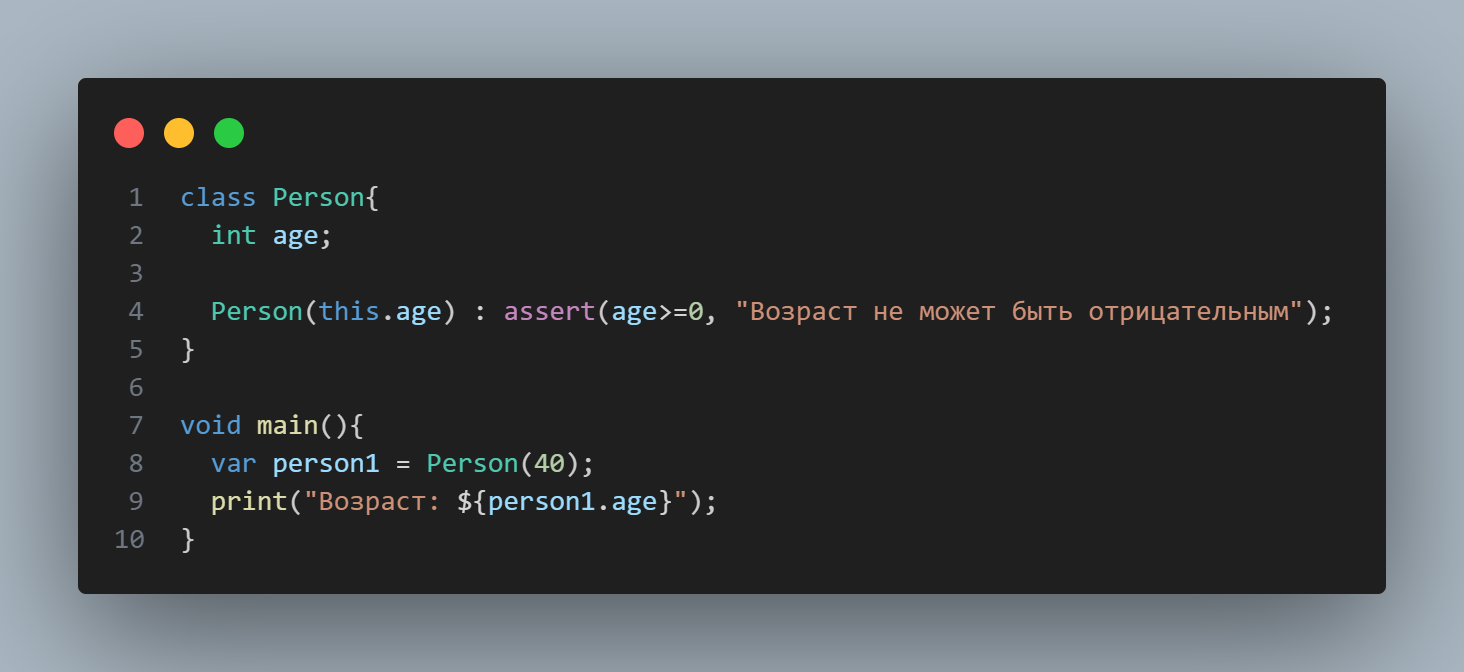 1 class Person{
2   int age;
3
4   Person(this.age) : assert(age>=0, "Возраст не может быть отрицательным");
5 }
6
7 void main(){
8   var person1 = Person(40);
9   print("Возраст: ${person1.age}");
10 }